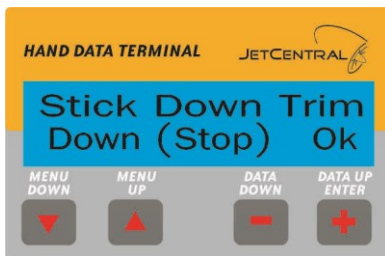 HAND DATA TERMINAL JETCENTRAL
Stick Down Trim
Down (Stop) Ok
MENU DOWN MENU UP DATA DOWN DATA UP ENTER